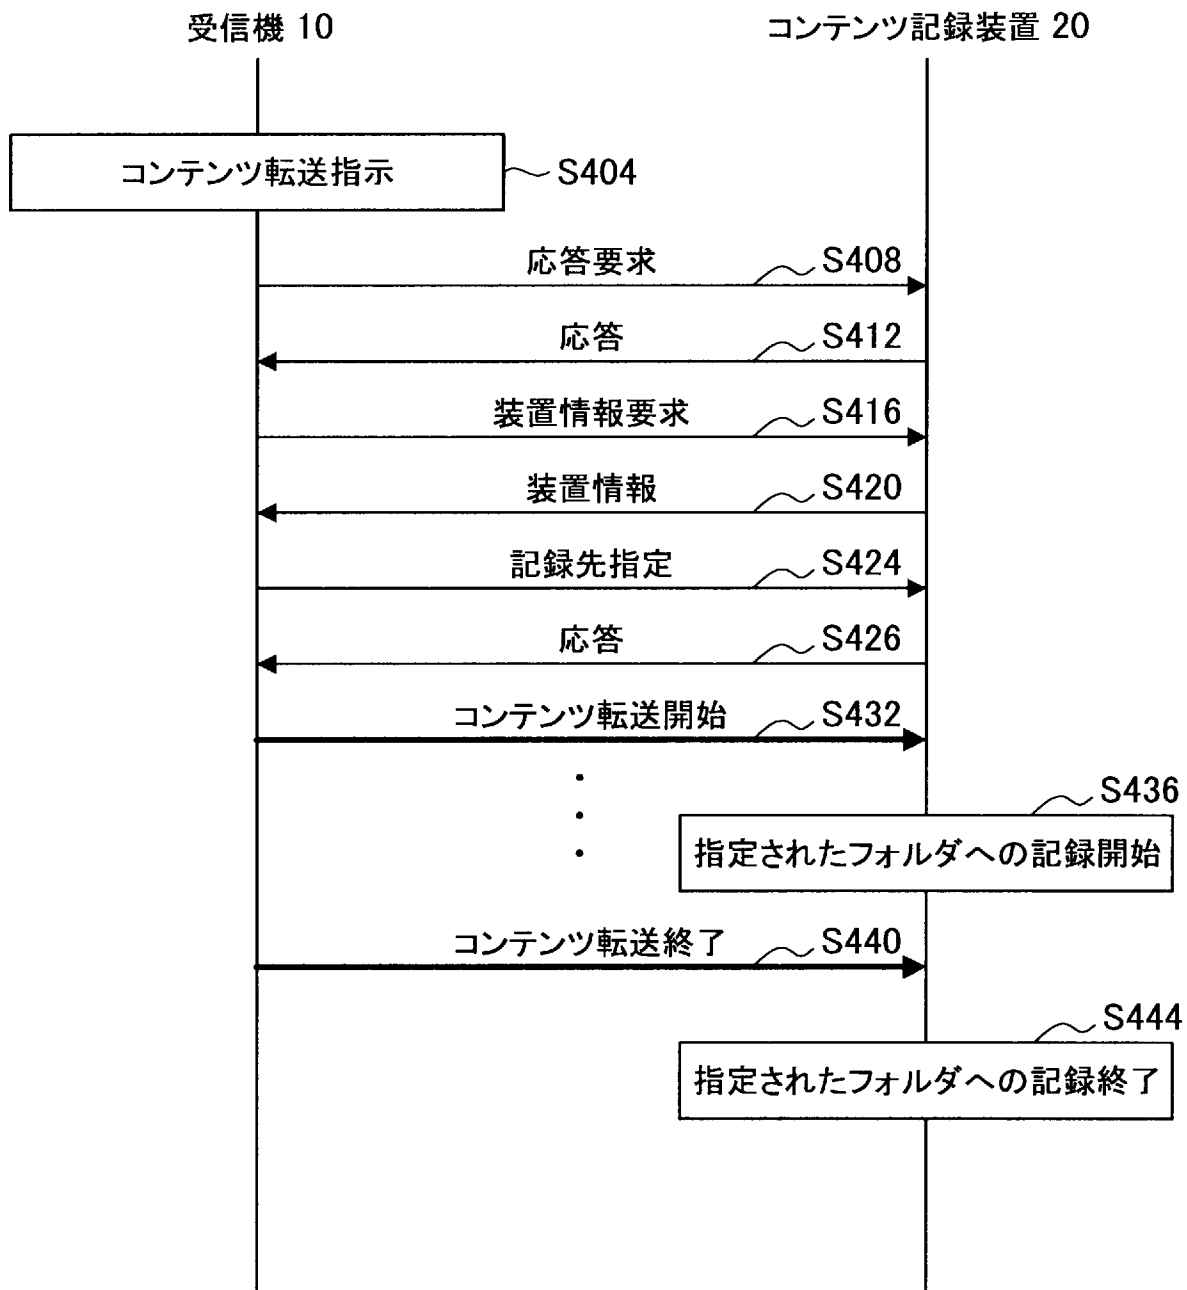 受信機 10
コンテンツ記録装置 20
コンテンツ転送指示
S404
応答要求
S408
応答
S412
装置情報要求
S416
装置情報
S420
記録先指定
S424
応答
S426
コンテンツ転送開始
S432
S436
指定されたフォルダへの記録開始
コンテンツ転送終了
S440
S444
指定されたフォルダへの記録終了